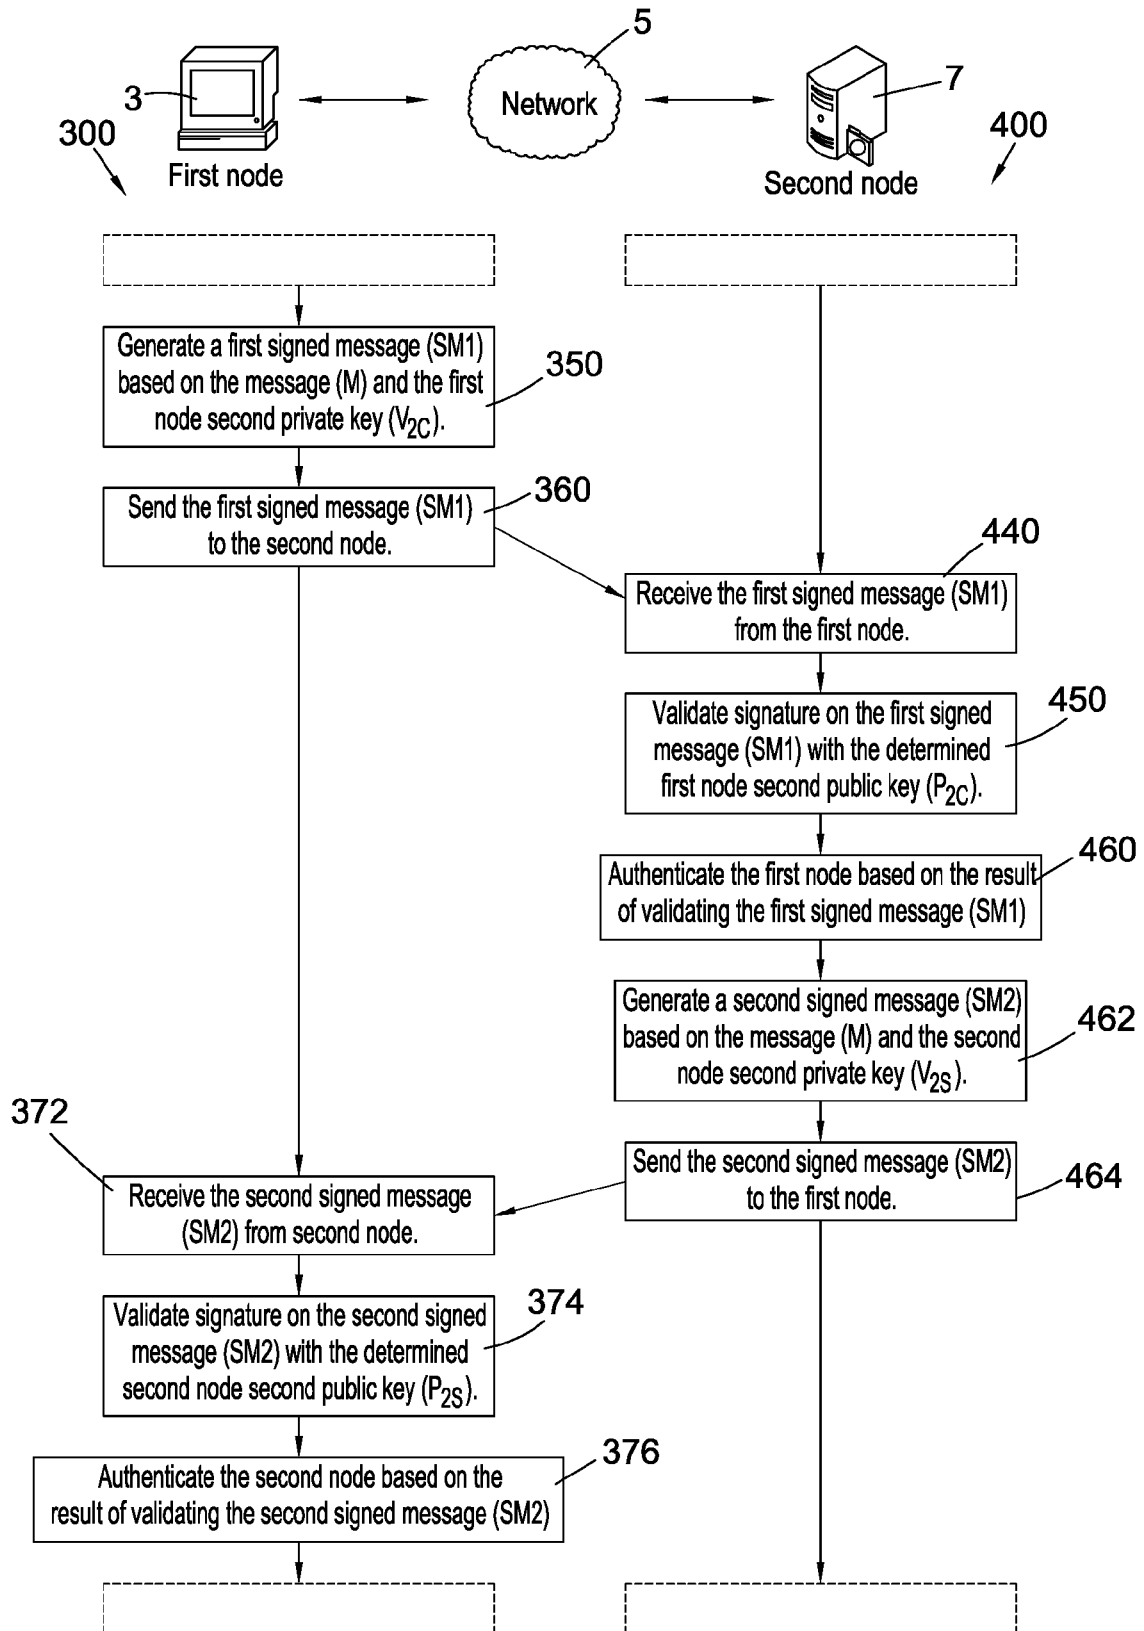 5
3
Network
7
300
400
First node
Second node
Generate a first signed message (SM1)
based on the message (M) and the first
node second private key (V2C).
350
Send the first signed message (SM1)
to the second node.
360
440
Receive the first signed message (SM1)
from the first node.
450
Validate signature on the first signed
message (SM1) with the determined
first node second public key (P2C).
460
Authenticate the first node based on the result
of validating the first signed message (SM1)
Generate a second signed message (SM2)
based on the message (M) and the second
node second private key (V2S).
462
372
Send the second signed message (SM2)
to the first node.
464
Receive the second signed message
(SM2) from second node.
374
Validate signature on the second signed
message (SM2) with the determined
second node second public key (P2S).
376
Authenticate the second node based on the
result of validating the second signed message (SM2)